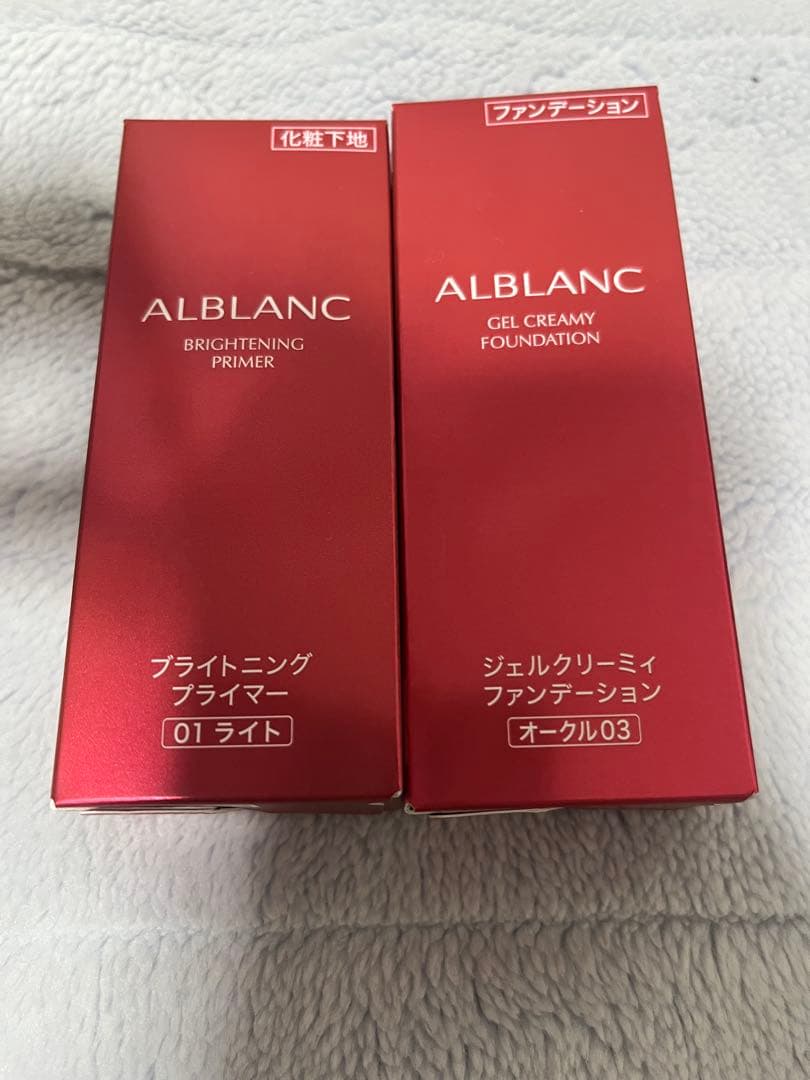 化粧下地
ALBLANC
BRIGHTENING
PRIMER
ブライトニング
プライマー
01 ライト
ファンデーション
ALBLANC
GEL CREAMY
FOUNDATION
ジェルクリーミィ
ファンデーション
オークル03